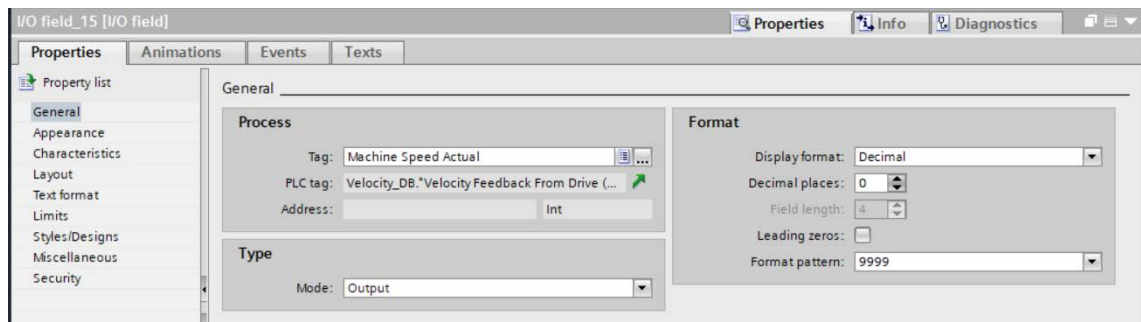 I/O field_15 [I/O field]
Properties Info Diagnostics
Properties Animations Events Texts
Property list
General
Appearance
Characteristics
Layout
Text format
Limits
Styles/Designs
Miscellaneous
Security
General
Process
Tag: Machine Speed Actual ...
PLC tag: Velocity_DB."Velocity Feedback From Drive (...
Address: Int
Type
Mode: Output
Format
Display format: Decimal
Decimal places: 0
Field length: 4
Leading zeros:
Format pattern: 9999